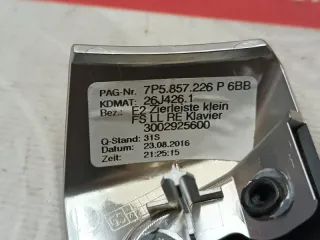 PAG-Nr. 7P5.857.226 P 6BB
KDMAT: 26J426.1
Bez.: E2 Zierleiste klein
FS LL RE Klavier
3002925600
Q-Stand: 31S
Datum: 23.08.2016
Zeit: 21:25:15